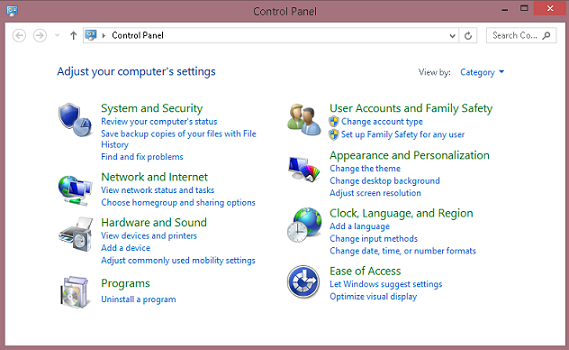 Control Panel
Control Panel
Search Co...
Adjust your computer's settings
View by: Category
System and Security
Review your computer's status
Save backup copies of your files with File
History
Find and fix problems
Network and Internet
View network status and tasks
Choose homegroup and sharing options
Hardware and Sound
View devices and printers
Add a device
Adjust commonly used mobility settings
Programs
Uninstall a program
User Accounts and Family Safety
Change account type
Set up Family Safety for any user
Appearance and Personalization
Change the theme
Change desktop background
Adjust screen resolution
Clock, Language, and Region
Add a language
Change input methods
Change date, time, or number formats
Ease of Access
Let Windows suggest settings
Optimize visual display